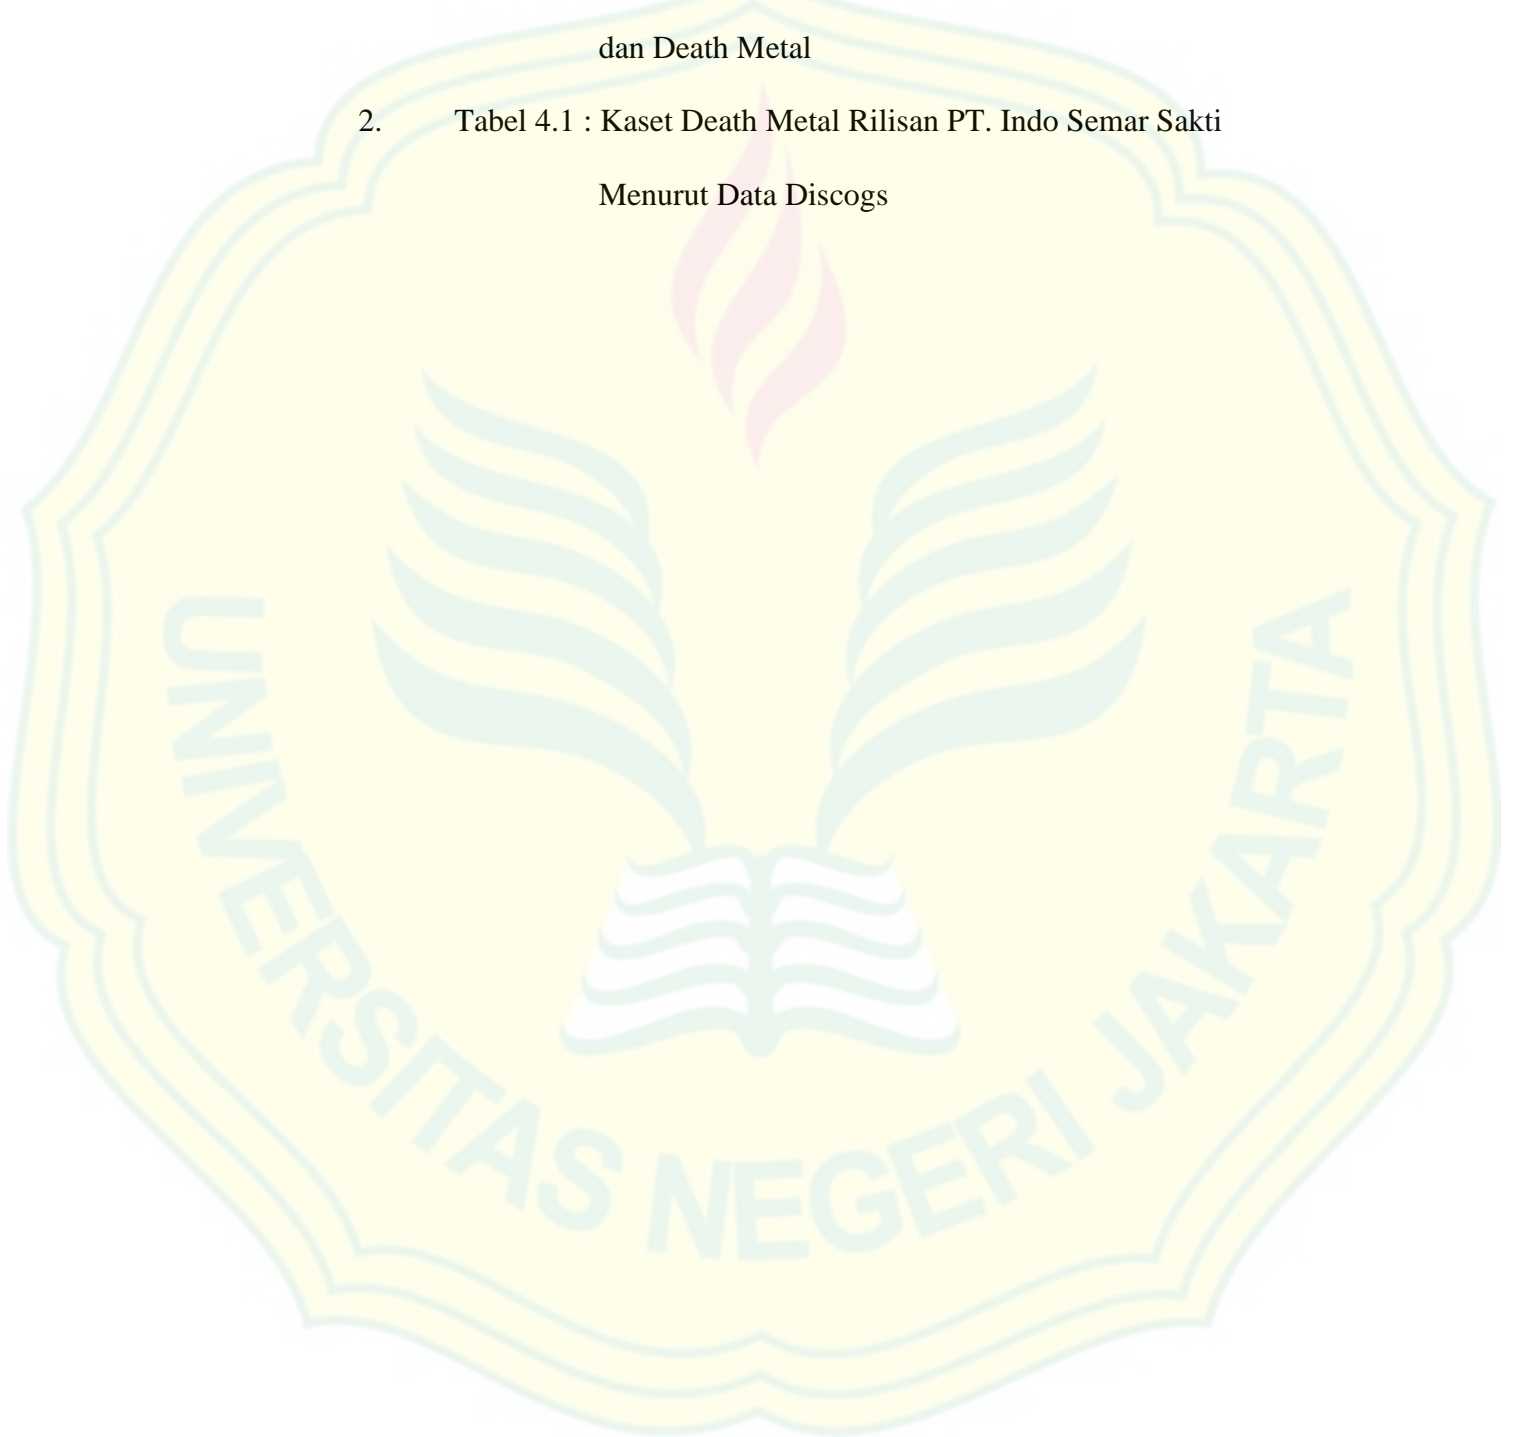 dan Death Metal
2. Tabel 4.1 : Kaset Death Metal Rilisan PT. Indo Semar Sakti
Menurut Data Discogs
UNIVERSITAS NEGERI JAKARTA